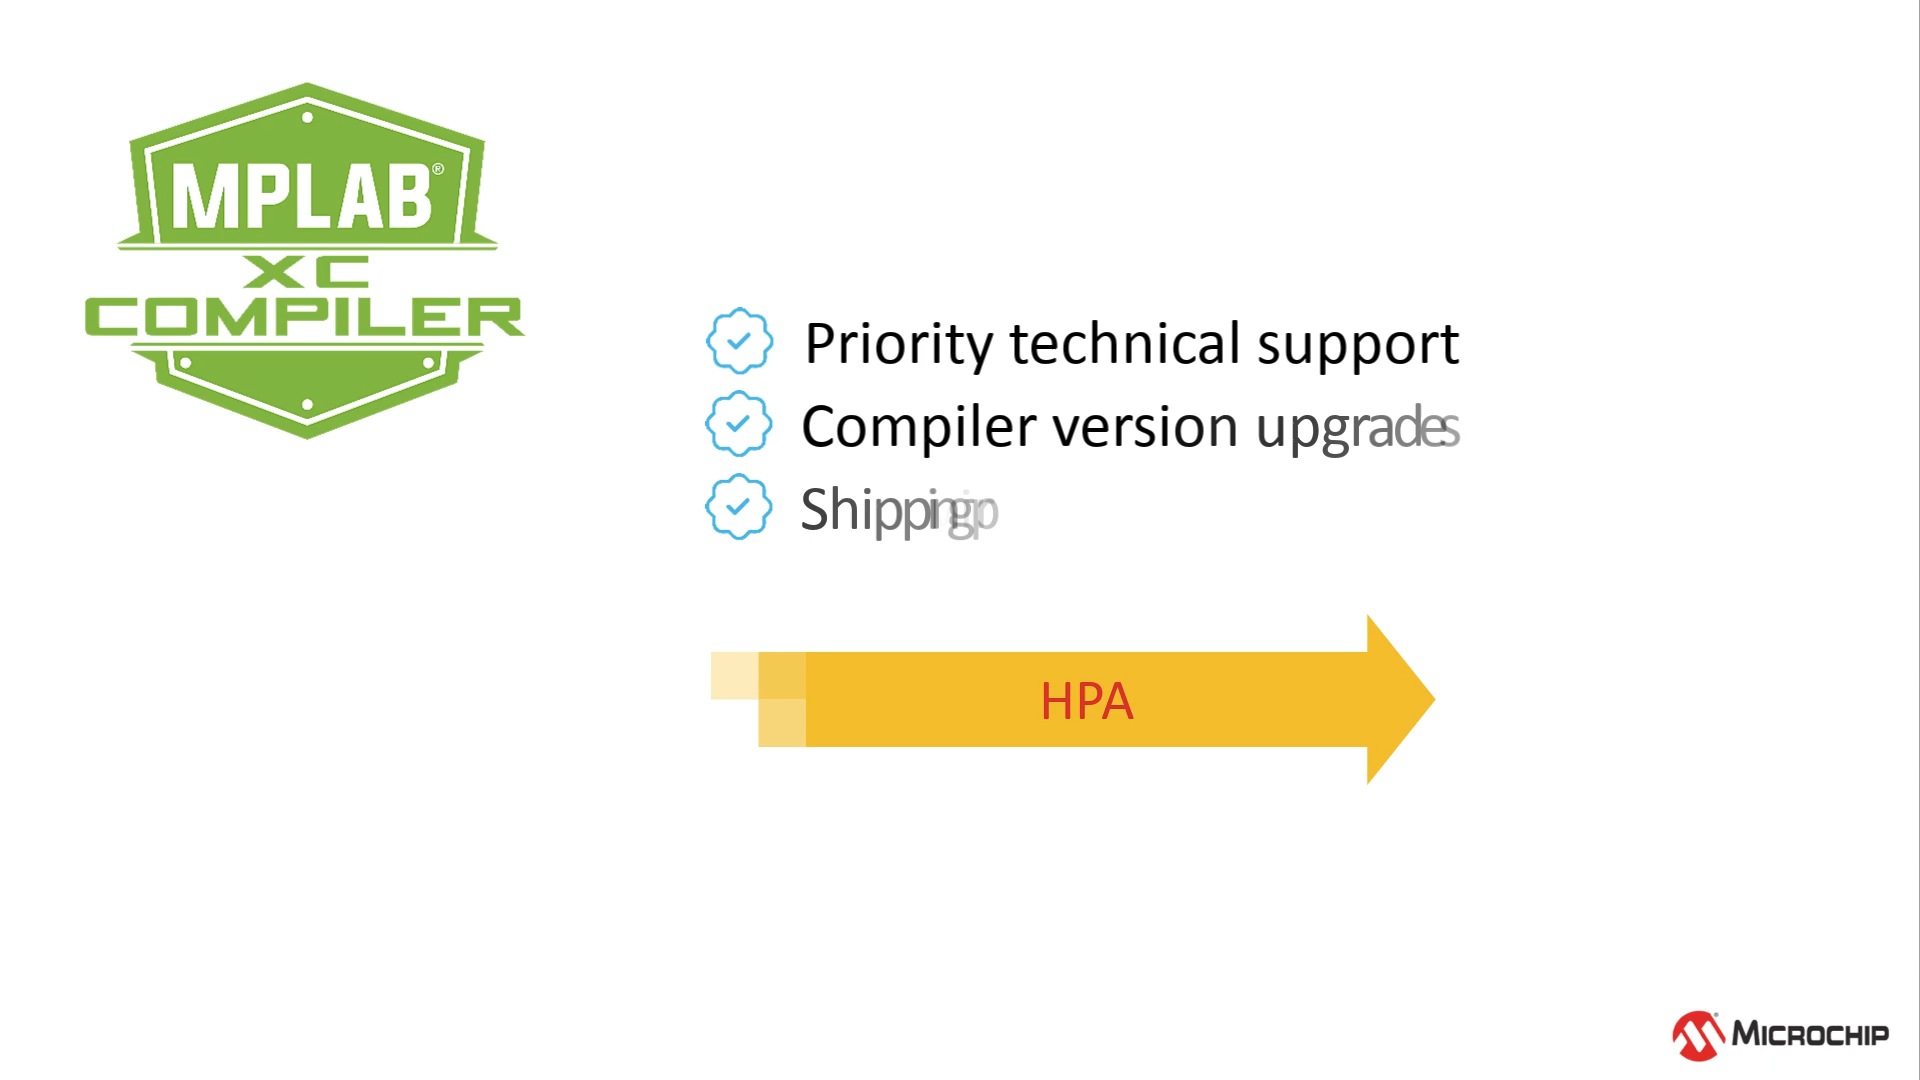 MPLAB®
XC
COMPILER
Priority technical support
Compiler version upgrades
Shipping
HPA
MICROCHIP